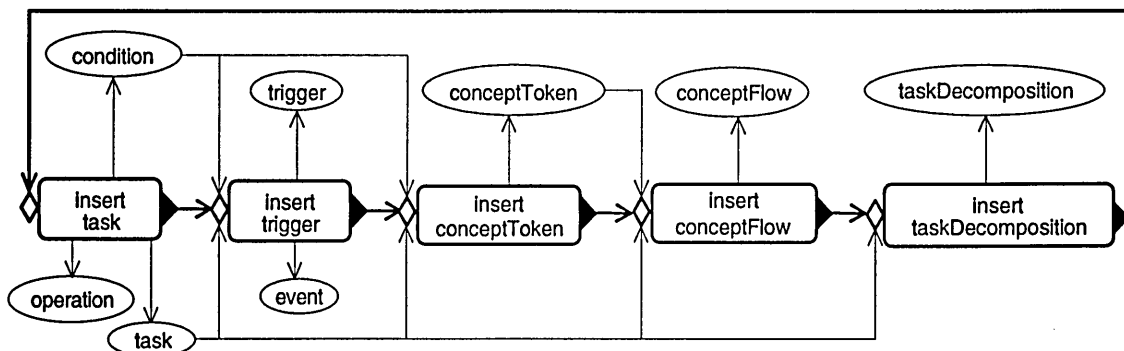 condition
trigger
conceptToken
conceptFlow
taskDecomposition
insert
task
insert
trigger
insert
conceptToken
insert
conceptFlow
insert
taskDecomposition
operation
event
task